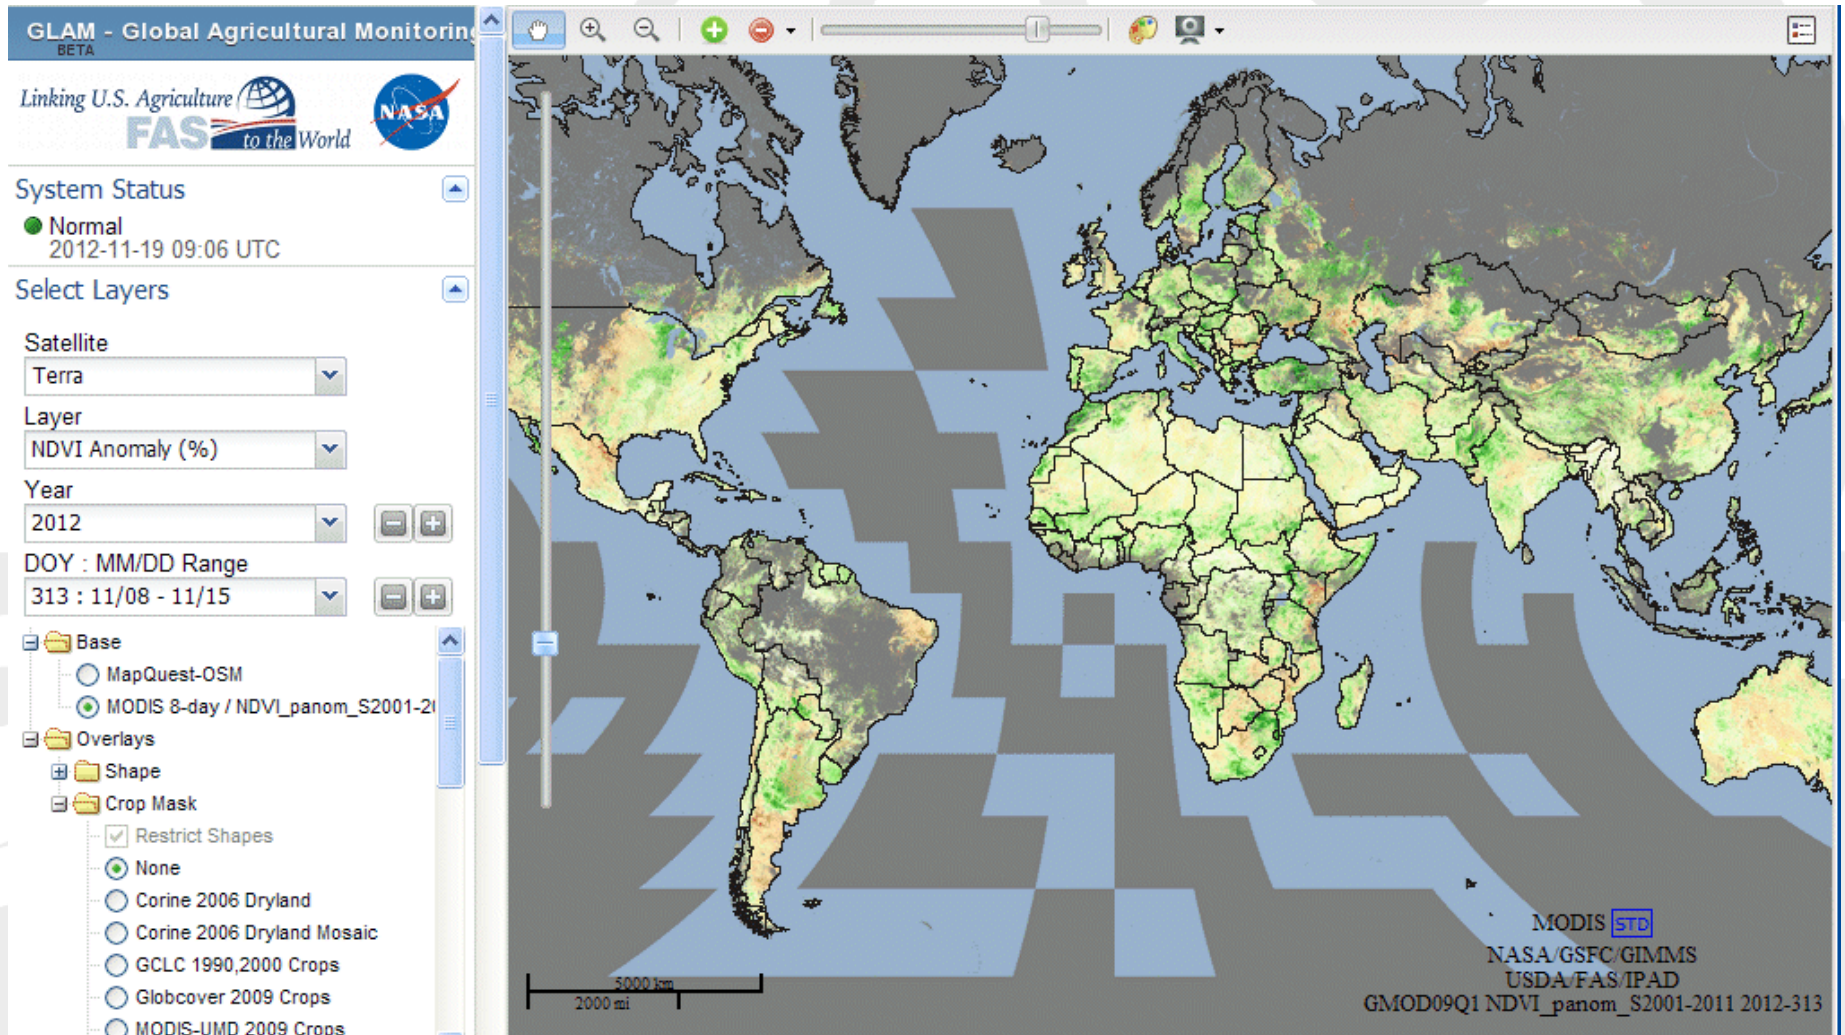 GLAM - Global Agricultural Monitoring
BETA
Linking U.S. Agriculture
FAS
to the World
NASA
System Status
Normal
2012-11-19 09:06 UTC
Select Layers
Satellite
Terra
Layer
NDVI Anomaly (%)
Year
2012
DOY : MM/DD Range
313 : 11/08 - 11/15
Base
MapQuest-OSM
MODIS 8-day / NDVI_panom_S2001-20
Overlays
Shape
Crop Mask
Restrict Shapes
None
Corine 2006 Dryland
Corine 2006 Dryland Mosaic
GCLC 1990,2000 Crops
Globcover 2009 Crops
MODIS-UMD 2009 Crops
5000 km
2000 mi
MODIS STD
NASA/GSFC/GIMMS
USDA/FAS/IPAD
GMOD09Q1 NDVI_panom_S2001-2011 2012-313